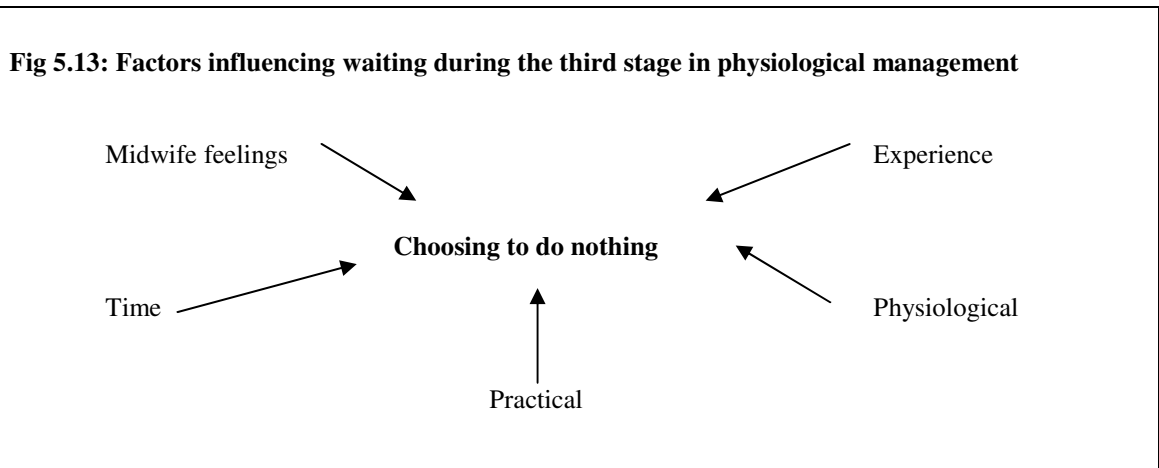 Fig 5.13: Factors influencing waiting during the third stage in physiological management
Midwife feelings
Experience
Choosing to do nothing
Time
Physiological
Practical